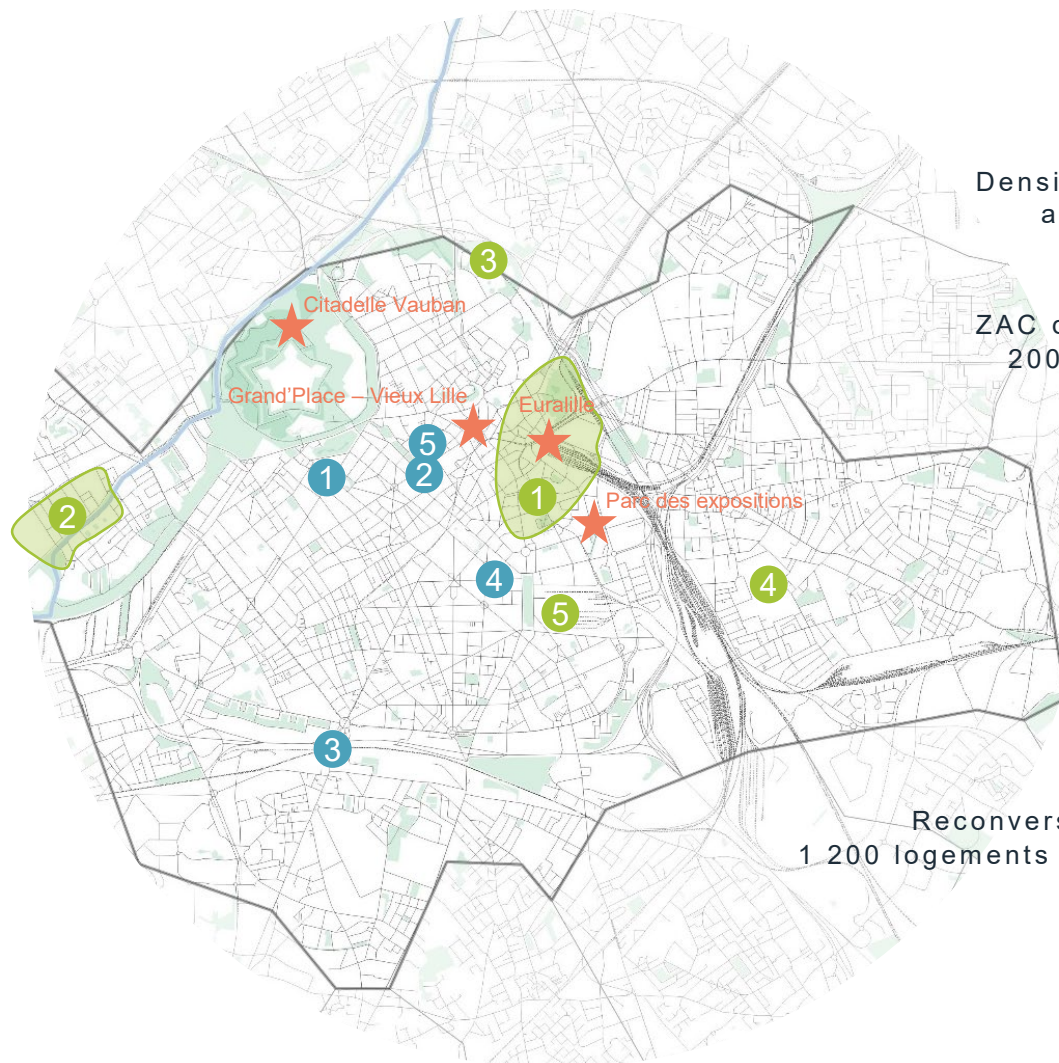 Densi
a
3
Citadelle Vauban
ZAC d
200
Grand'Place – Vieux Lille
Euralille
5
2
1
1
Parc des expositions
2
4
4
5
3
Reconvers
1 200 logements